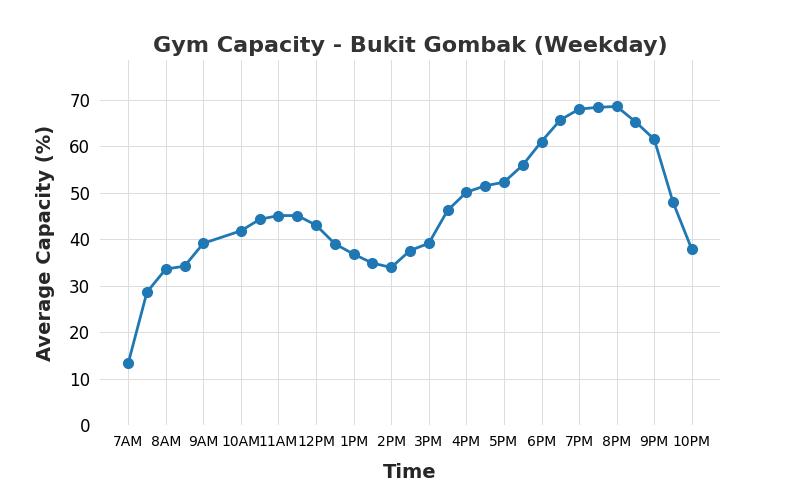 Gym Capacity - Bukit Gombak (Weekday)
Average Capacity (%)
70
60
50
40
30
20
10
0
7AM 8AM 9AM 10AM 11AM 12PM 1PM 2PM 3PM 4PM 5PM 6PM 7PM 8PM 9PM 10PM
Time